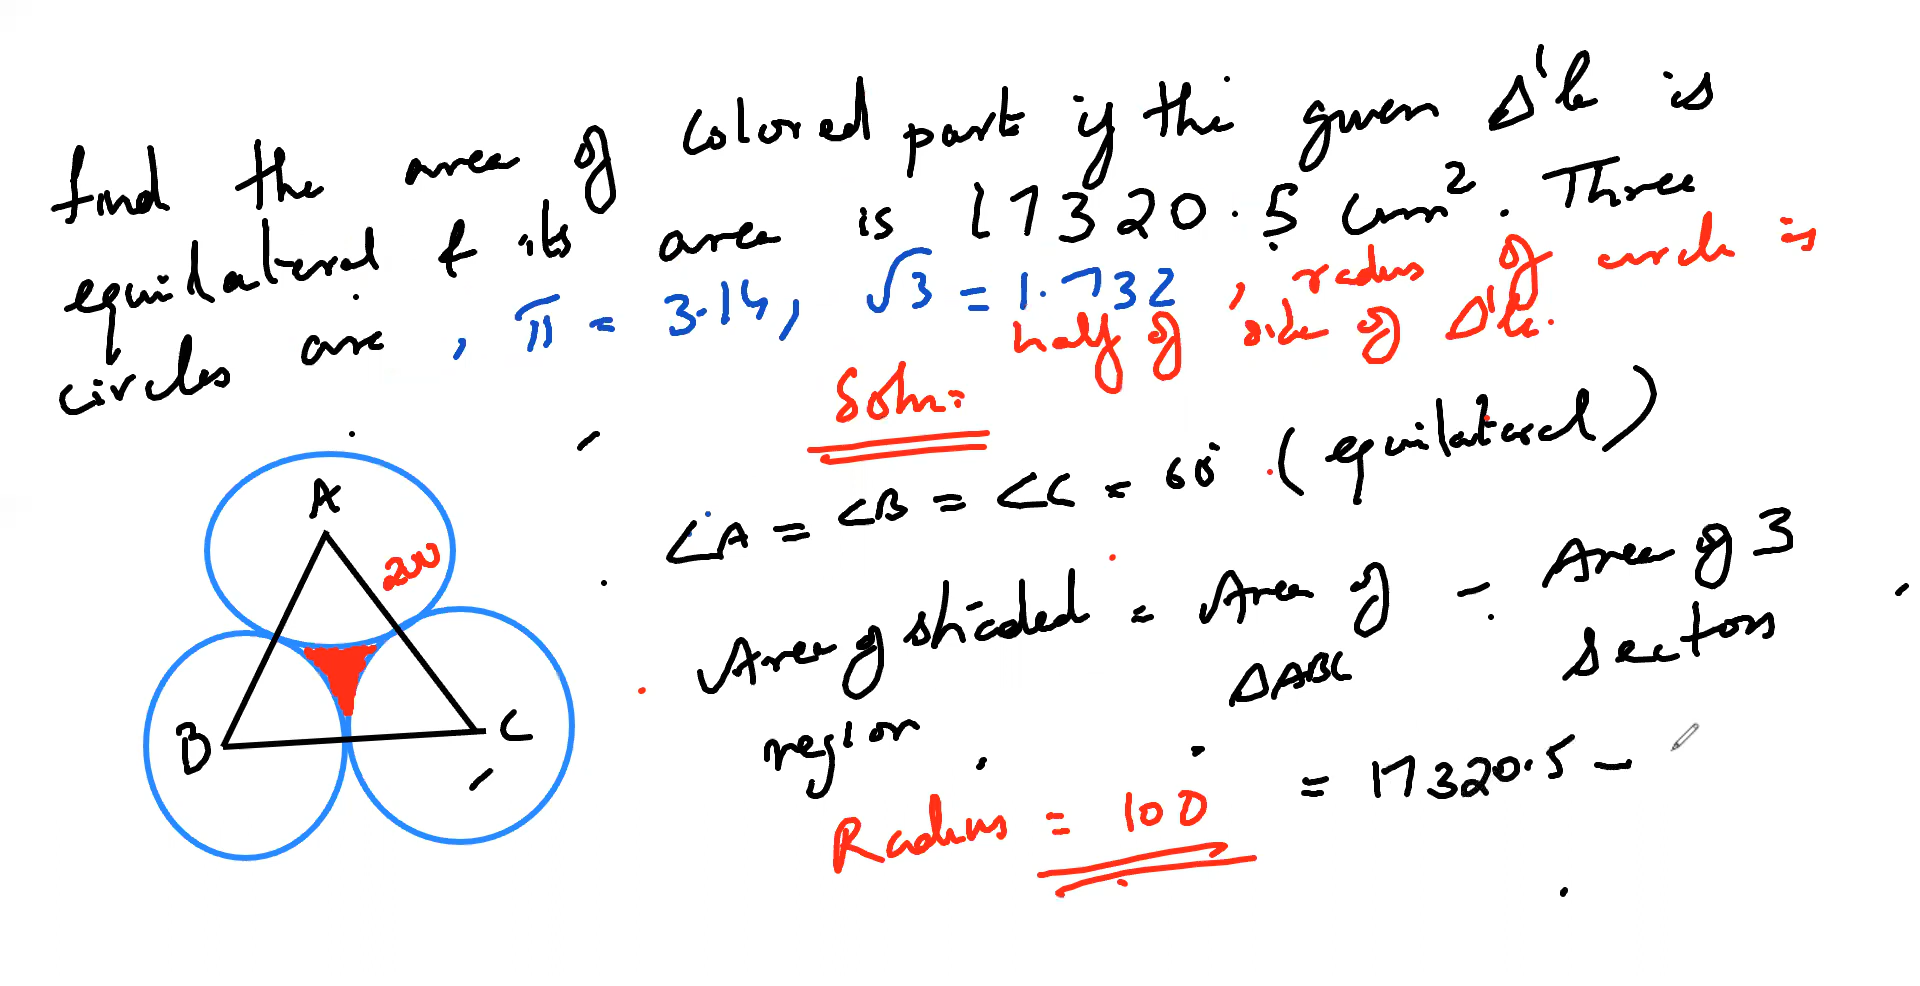 find the area of colored part if the given Δ'le is
equilateral & its area is 17320.5 cm². Three
circles are , π = 3.14, √3 = 1.732 , radius of circle is
half of side of Δ'le.
Soln:
∠A = ∠B = ∠C = 60° (equilateral)
Area of shaded region = Area of ΔABC - Area of 3 sectors
= 17320.5 -
Radius = 100
A
200
B
C